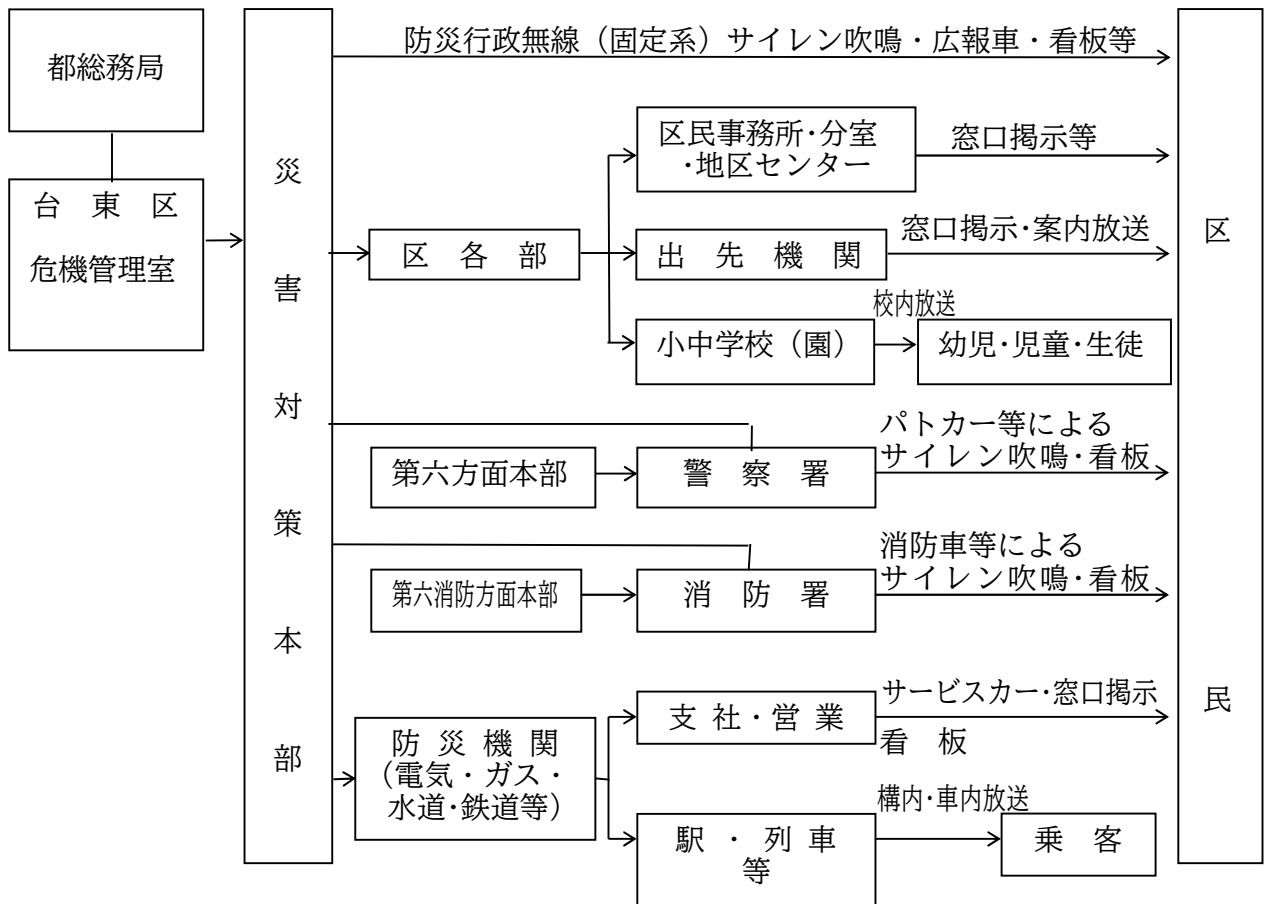 都総務局
台 東 区
危機管理室
災害対策本部
防災行政無線（固定系）サイレン吹鳴・広報車・看板等
区民事務所・分室
・地区センター
窓口掲示等
区 各 部
出 先 機 関
窓口掲示・案内放送
小中学校（園）
校内放送
幼児・児童・生徒
第六方面本部
警 察 署
パトカー等による
サイレン吹鳴・看板
第六消防方面本部
消 防 署
消防車等による
サイレン吹鳴・看板
防 災 機 関
（電気・ガス・
水道・鉄道等）
支 社・営 業
サービスカー・窓口掲示
看 板
駅 ・ 列 車
等
構内・車内放送
乗 客
区民